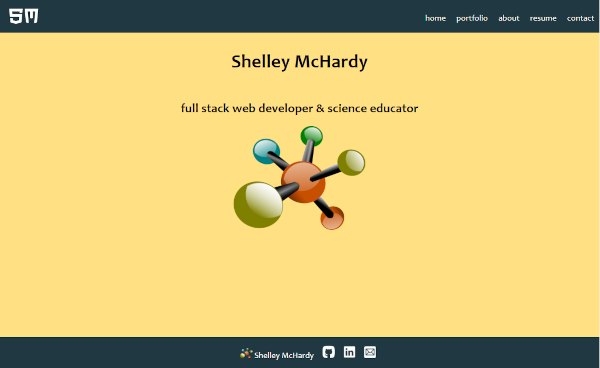 SM
home portfolio about resume contact
Shelley McHardy
full stack web developer & science educator
Shelley McHardy